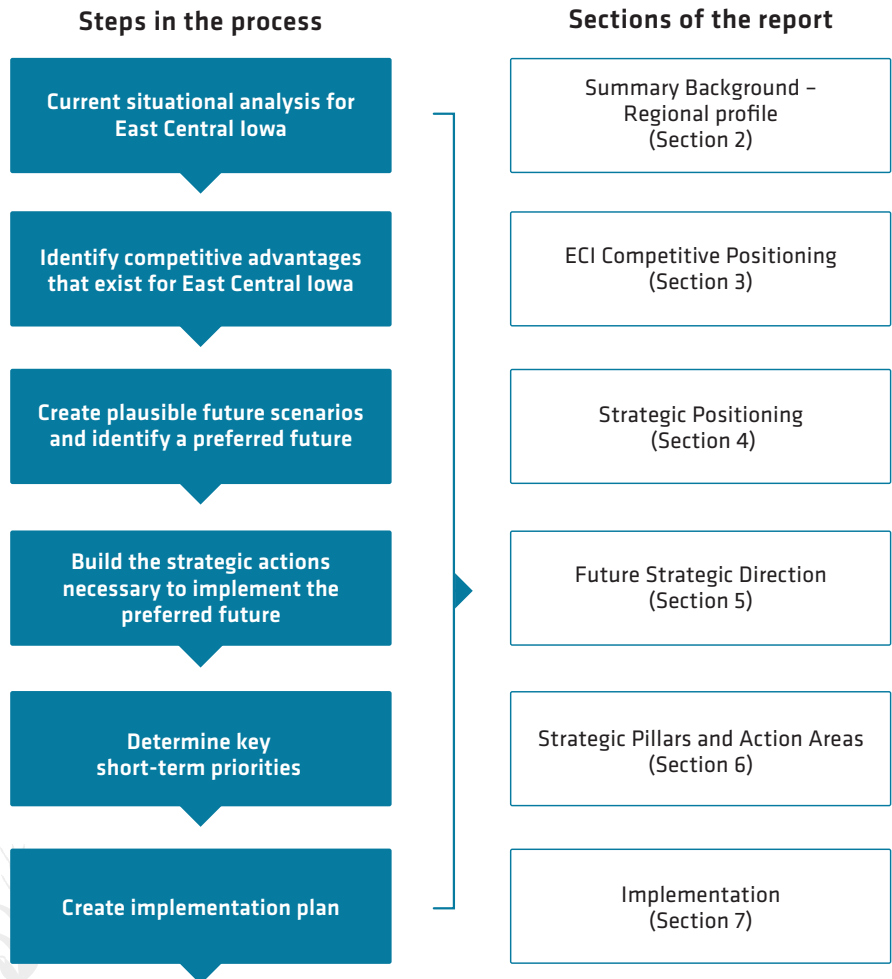 Steps in the process
Current situational analysis for
East Central Iowa
Identify competitive advantages
that exist for East Central Iowa
Create plausible future scenarios
and identify a preferred future
Build the strategic actions
necessary to implement the
preferred future
Determine key
short-term priorities
Create implementation plan
Sections of the report
Summary Background –
Regional profile
(Section 2)
ECI Competitive Positioning
(Section 3)
Strategic Positioning
(Section 4)
Future Strategic Direction
(Section 5)
Strategic Pillars and Action Areas
(Section 6)
Implementation
(Section 7)